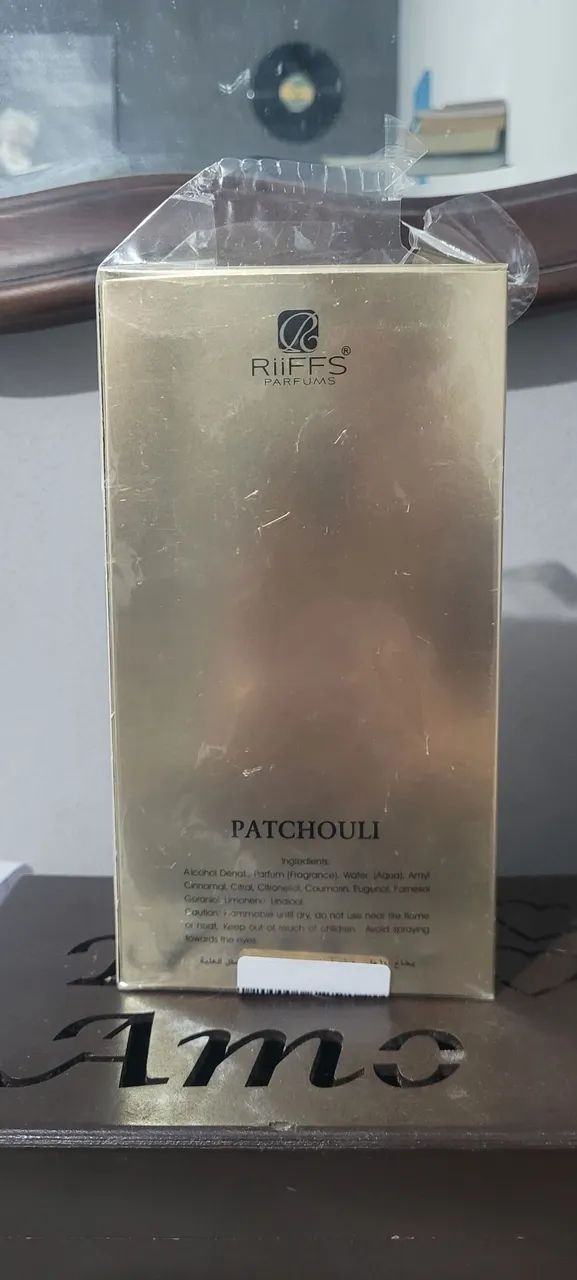 R
RiiFFS®
PARFUMS
PATCHOULI
Ingredients:
Alcohol Denat., Parfum (Fragrance), Water (Aqua), Amyl
Cinnamal, Citral, Citronellol, Coumarin, Eugenol, Farnesol
Geraniol, Limonene, Linalool.
Caution: Flammable until dry, do not use near the flame
or heat, Keep out of reach of children. Avoid spraying
towards the eyes.
Amo